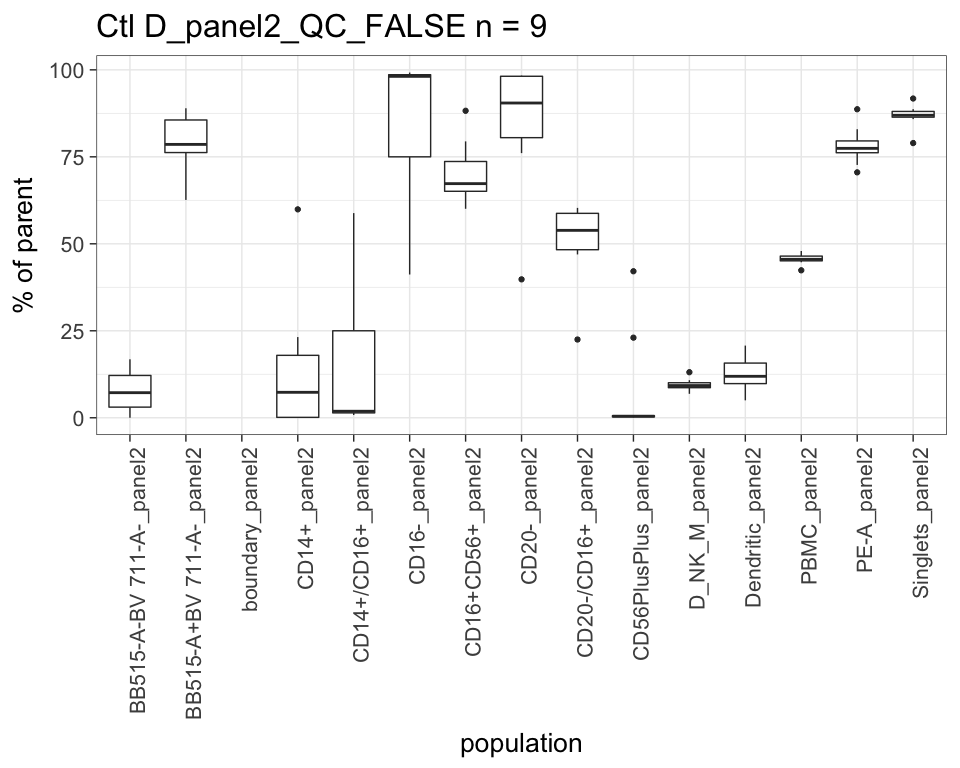 Ctl D_panel2_QC_FALSE n = 9
% of parent
100
75
50
25
0
BB515-A-BV 711-A-_panel2
BB515-A+BV 711-A-_panel2
boundary_panel2
CD14+_panel2
CD14+/CD16+_panel2
CD16-_panel2
CD16+CD56+_panel2
CD20-_panel2
CD20-/CD16+_panel2
CD56PlusPlus_panel2
D_NK_M_panel2
Dendritic_panel2
PBMC_panel2
PE-A_panel2
Singlets_panel2
population